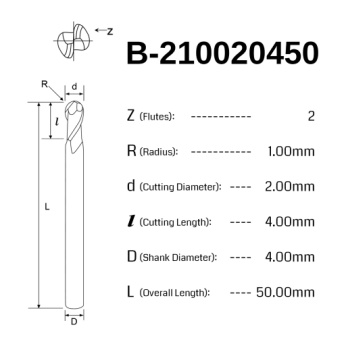 Z
B-210020450
R
d
l
L
D
Z (Flutes): ----------- 2
R (Radius): ----------- 1.00mm
d (Cutting Diameter): ---- 2.00mm
l (Cutting Length): ---- 4.00mm
D (Shank Diameter): ---- 4.00mm
L (Overall Length): ---- 50.00mm